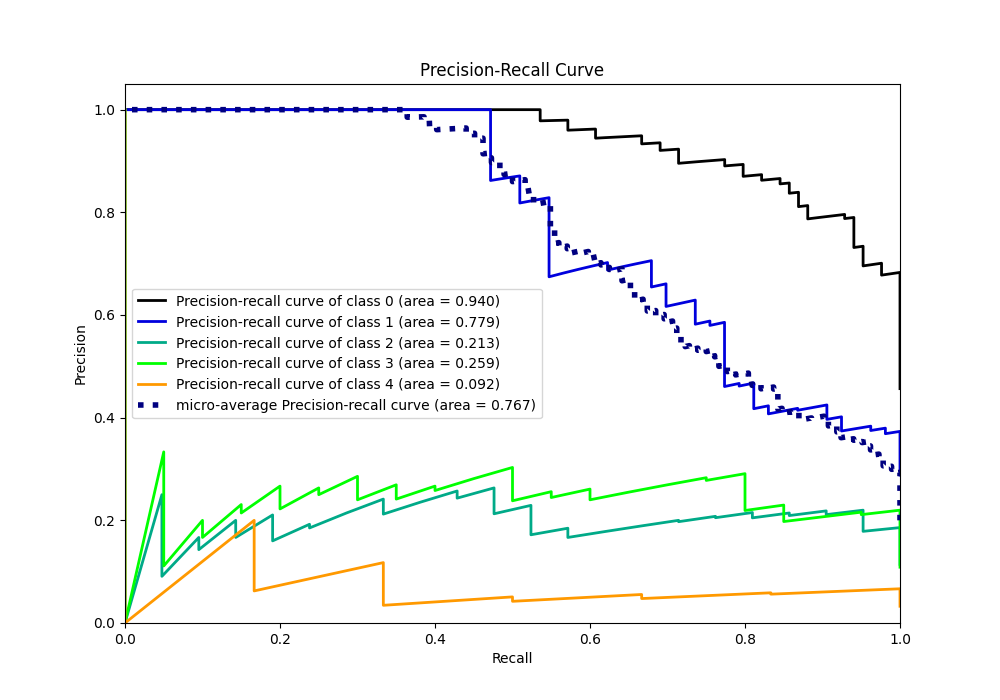 Precision-Recall Curve
1.0
0.8
0.6
0.4
0.2
0.0
Precision
Precision-recall curve of class 0 (area = 0.940)
Precision-recall curve of class 1 (area = 0.779)
Precision-recall curve of class 2 (area = 0.213)
Precision-recall curve of class 3 (area = 0.259)
Precision-recall curve of class 4 (area = 0.092)
micro-average Precision-recall curve (area = 0.767)
0.0 0.2 0.4 0.6 0.8 1.0
Recall